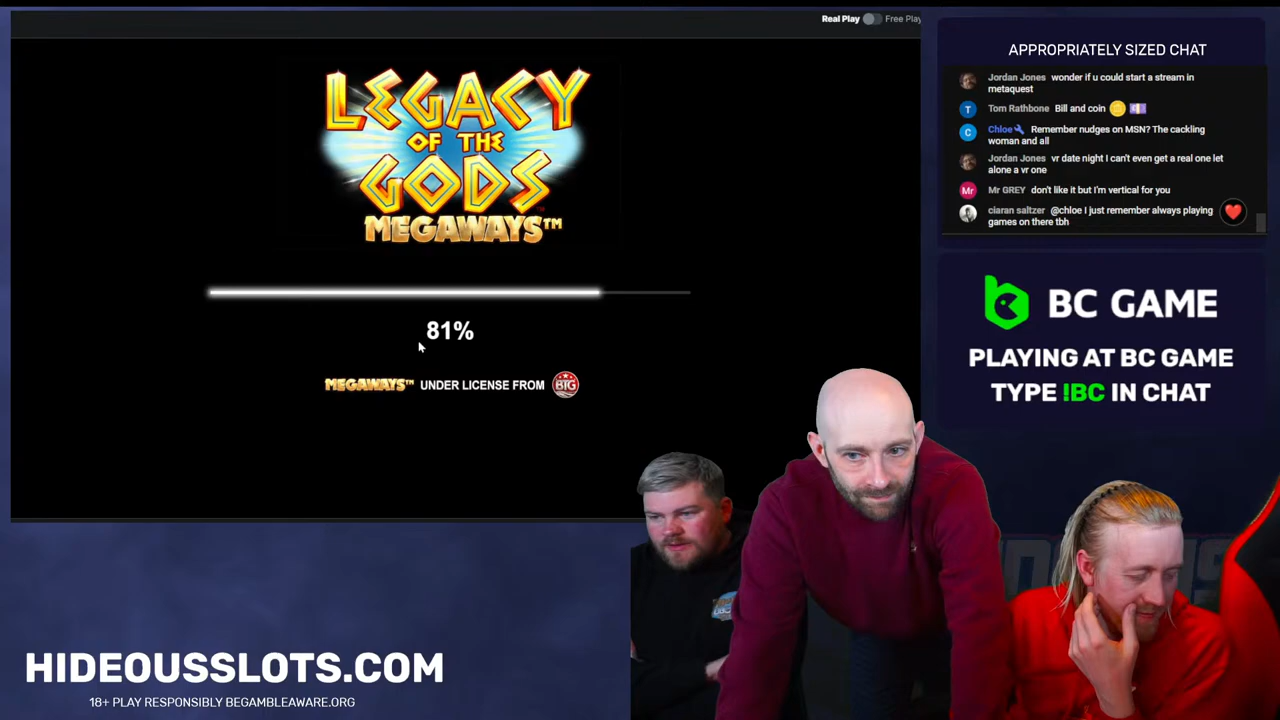 Real Play Free Play
LEGACY
OF THE
GODS
MEGAWAYS™
81%
MEGAWAYS™ UNDER LICENSE FROM BTG
APPROPRIATELY SIZED CHAT
Jordan Jones wonder if u could start a stream in
metaquest
T Tom Rathbone Bill and coin
C Chloe Remember nudges on MSN? The cackling
woman and all
Jordan Jones vr date night I can't even get a real one let
alone a vr one
Mr Mr GREY don't like it but I'm vertical for you
ciaran saltzer @chloe I just remember always playing
games on there tbh
BC GAME
PLAYING AT BC GAME
TYPE !BC IN CHAT
HIDEOUSSLOTS.COM
18+ PLAY RESPONSIBLY BEGAMBLEAWARE.ORG